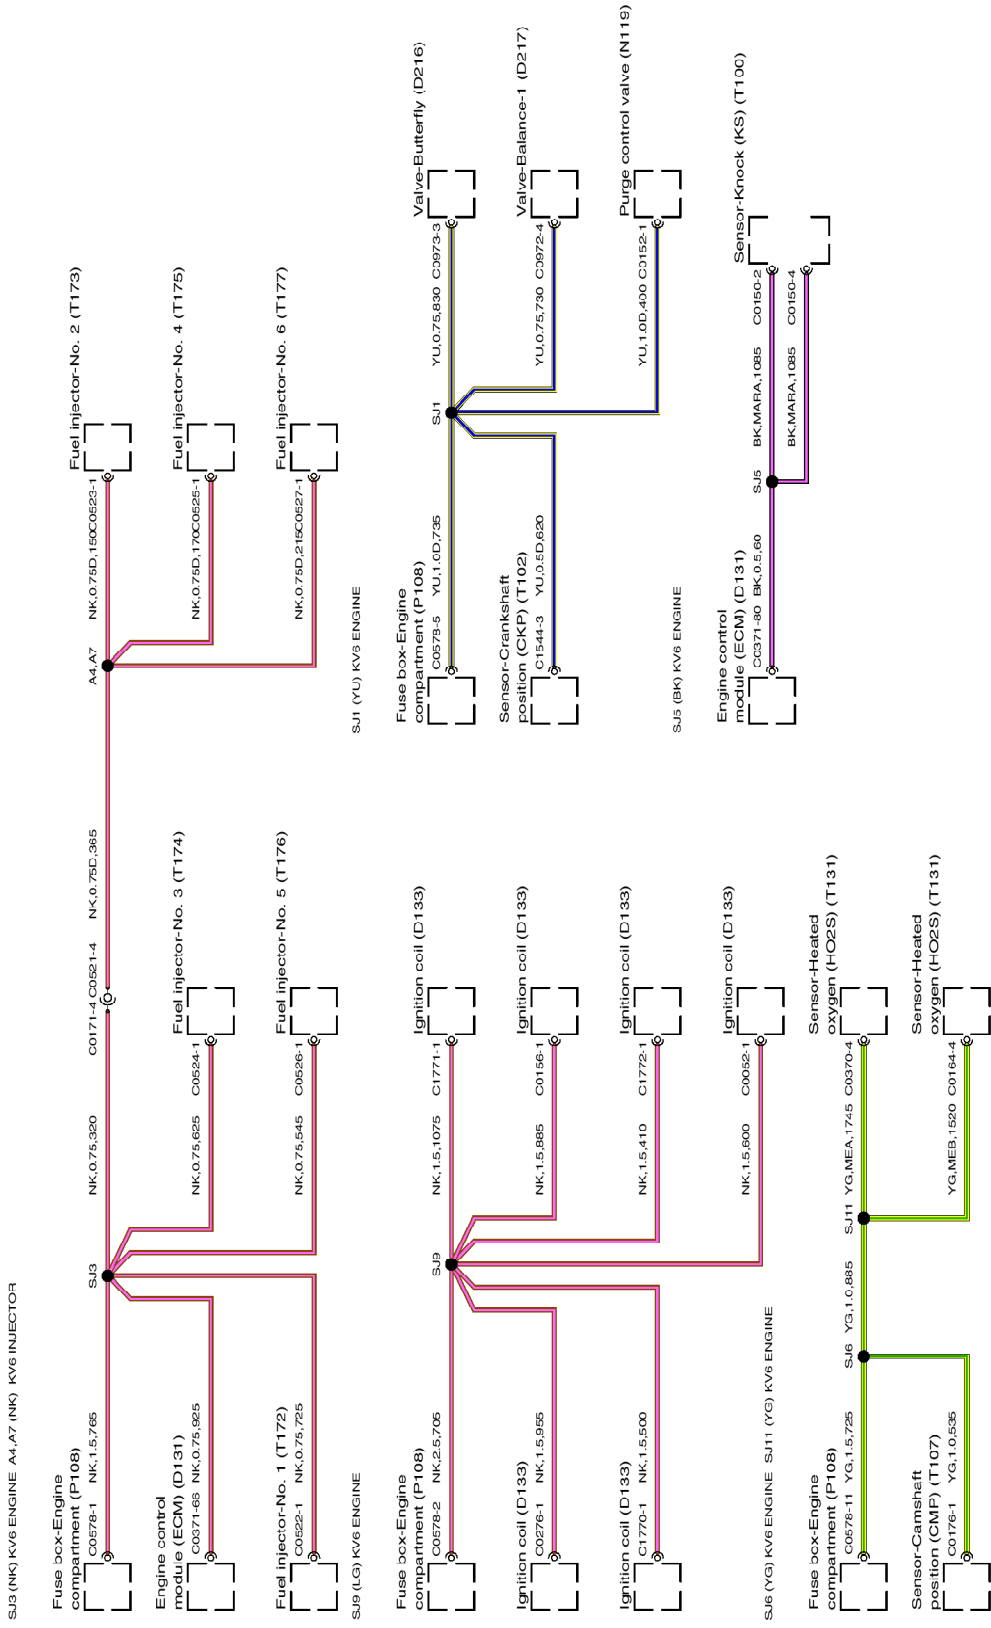 SJ3 (NK) KV6 ENGINE A4,A7 (NK) KV6 INJECTOR
Fuse box-Engine
compartment (P108)
C0578-1 NK,1.5,765
SJ3
NK,0.75,320
C0171-4 C0521-4
NK,0.75D,365
A4,A7
NK,0.75D,150 C0523-1
Fuel injector-No. 2 (T173)
Engine control
module (ECM) (D131)
C0371-66 NK,0.75,925
C0524-1
NK,0.75,625
Fuel injector-No. 3 (T174)
NK,0.75D,170 C0525-1
Fuel injector-No. 4 (T175)
Fuel injector-No. 1 (T172)
C0522-1 NK,0.75,725
NK,0.75,545 C0526-1
Fuel injector-No. 5 (T176)
NK,0.75D,215 C0527-1
Fuel injector-No. 6 (T177)
SJ9 (LG) KV6 ENGINE
Fuse box-Engine
compartment (P108)
C0578-2 NK,2.5,705
SJ9
NK,1.5,1075 C1771-1
Ignition coil (D133)
Ignition coil (D133)
C0276-1 NK,1.5,955
NK,1.5,885 C0156-1
Ignition coil (D133)
Ignition coil (D133)
C1770-1 NK,1.5,500
NK,1.5,410 C1772-1
Ignition coil (D133)
NK,1.5,600 C0052-1
Ignition coil (D133)
SJ1 (YU) KV6 ENGINE
Fuse box-Engine
compartment (P108)
C0578-5 YU,1.0D,735
SJ1
YU,0.75,830 C0973-3
Valve-Butterfly (D216)
Sensor-Crankshaft
position (CKP) (T102)
C1544-3 YU,0.5D,620
YU,0.75,730 C0972-4
Valve-Balance-1 (D217)
YU,1.0D,400 C0152-1
Purge control valve (N119)
SJ5 (BK) KV6 ENGINE
Engine control
module (ECM) (D131)
C0371-80 BK,0.5,60
SJ5
BK,MARA,1085 C0150-2
Sensor-Knock (KS) (T100)
BK,MARA,1085 C0150-4
SJ6 (YG) KV6 ENGINE SJ11 (YG) KV6 ENGINE
Fuse box-Engine
compartment (P108)
C0578-11 YG,1.5,725
SJ6 YG,1.0,885
SJ11 YG,MEA,1745 C0370-4
Sensor-Heated
oxygen (HO2S) (T131)
Sensor-Camshaft
position (CMP) (T107)
C0176-1 YG,1.0,535
YG,MEB,1520 C0164-4
Sensor-Heated
oxygen (HO2S) (T131)